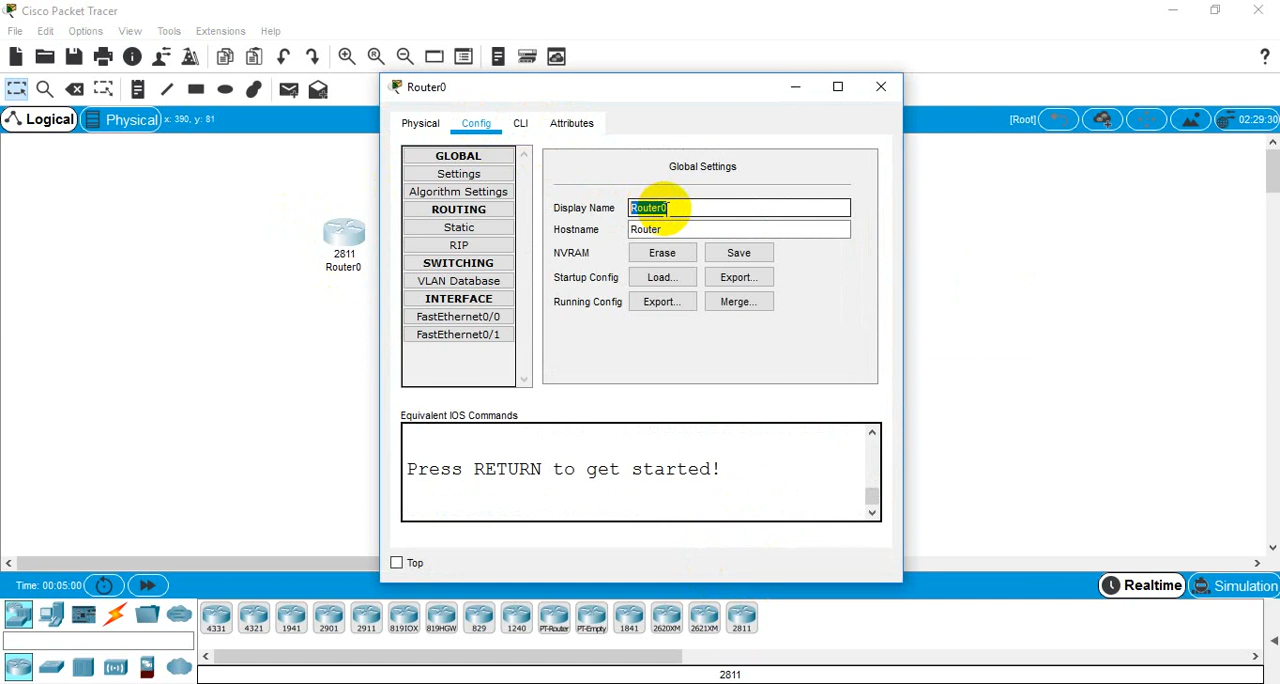 Cisco Packet Tracer
File Edit Options View Tools Extensions Help
?
Logical Physical x: 390, y: 81 [Root] 02:29:30
2811
Router0
Router0
Physical Config CLI Attributes
GLOBAL
Settings
Algorithm Settings
ROUTING
Static
RIP
SWITCHING
VLAN Database
INTERFACE
FastEthernet0/0
FastEthernet0/1
Global Settings
Display Name Router0
Hostname Router
NVRAM Erase Save
Startup Config Load... Export...
Running Config Export... Merge...
Equivalent IOS Commands
Press RETURN to get started!
Top
Time: 00:05:00 Realtime Simulation
4331 4321 1941 2901 2911 819IOX 819HGW 829 1240 PT-Router PT-Empty 1841 2620XM 2621XM 2811
2811